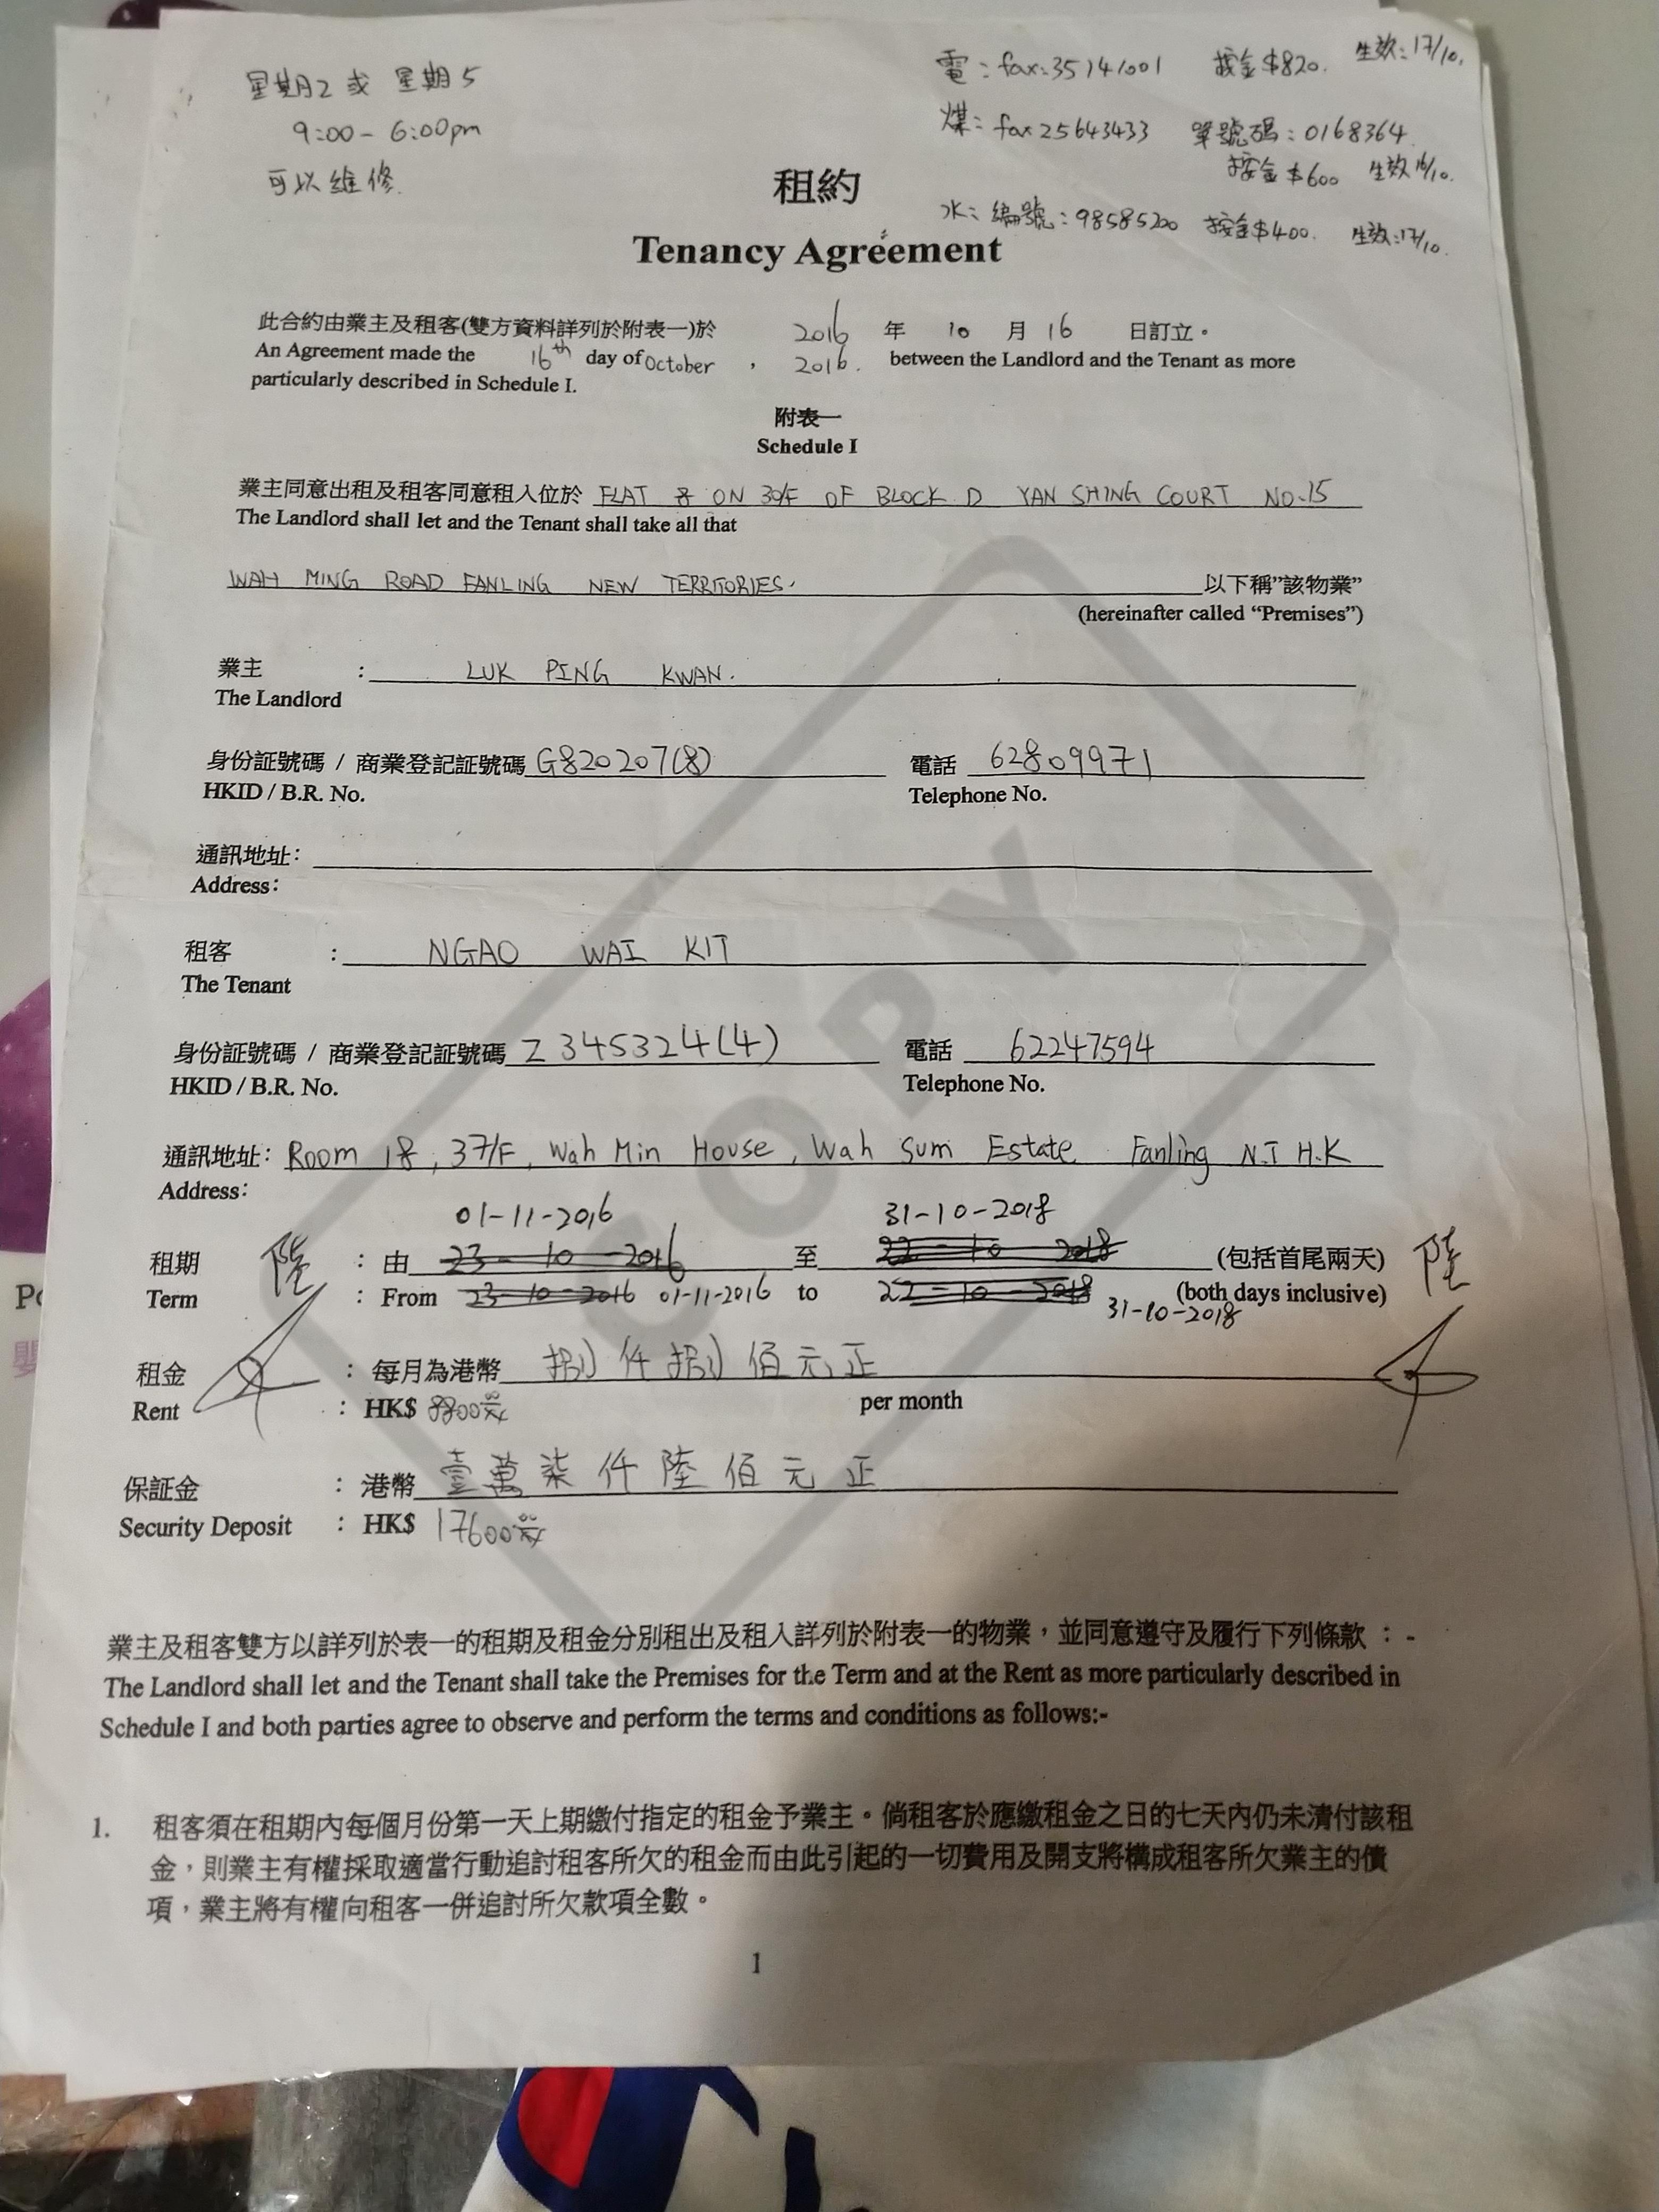 星期2 或 星期5
9:00 - 6:00pm
可以維修.
電：fax:35141001 按金$820. 生效：17/10.
煤：fax 25643433 單號碼：0168364.
按金$600 生效 /10.
水：編號：98585200 按金$400. 生效：17/10.
租約
Tenancy Agreement
此合約由業主及租客(雙方資料詳列於附表一)於 2016 年 10 月 16 日訂立。
An Agreement made the 16th day of October , 2016. between the Landlord and the Tenant as more
particularly described in Schedule I.
附表一
Schedule I
業主同意出租及租客同意租入位於 FLAT 8 ON 30/F OF BLOCK D YAN SHING COURT NO.15
The Landlord shall let and the Tenant shall take all that
WAH MING ROAD FANLING NEW TERRITORIES. 以下稱”該物業”
(hereinafter called “Premises”)
業主 : LUK PING KWAN.
The Landlord
身份証號碼 / 商業登記証號碼 G820207(8) 電話 62809971
HKID / B.R. No. Telephone No.
通訊地址:
Address:
租客 : NGAO WAI KIT
The Tenant
身份証號碼 / 商業登記証號碼 Z345324(4) 電話 62247594
HKID / B.R. No. Telephone No.
通訊地址: Room 18, 37/F, Wah Min House, Wah Sum Estate Fanling N.T H.K
Address:
01-11-2016 31-10-2018
租期 陸 : 由 23-10-2016 至 22-10-2018 (包括首尾兩天) 陸
Term : From 23-10-2016 01-11-2016 to 22-10-2018 (both days inclusive)
31-10-2018
租金 : 每月為港幣 捌仟捌佰元正
Rent : HK$ 8800 per month
保証金 : 港幣 壹萬柒仟陸佰元正
Security Deposit : HK$ 17600
COPY
業主及租客雙方以詳列於表一的租期及租金分別租出及租入詳列於附表一的物業，並同意遵守及履行下列條款：-
The Landlord shall let and the Tenant shall take the Premises for the Term and at the Rent as more particularly described in
Schedule I and both parties agree to observe and perform the terms and conditions as follows:-
1. 租客須在租期內每個月份第一天上期繳付指定的租金予業主。倘租客於應繳租金之日的七天內仍未清付該租
金，則業主有權採取適當行動追討租客所欠的租金而由此引起的一切費用及開支將構成租客所欠業主的債
項，業主將有權向租客一併追討所欠款項全數。
1